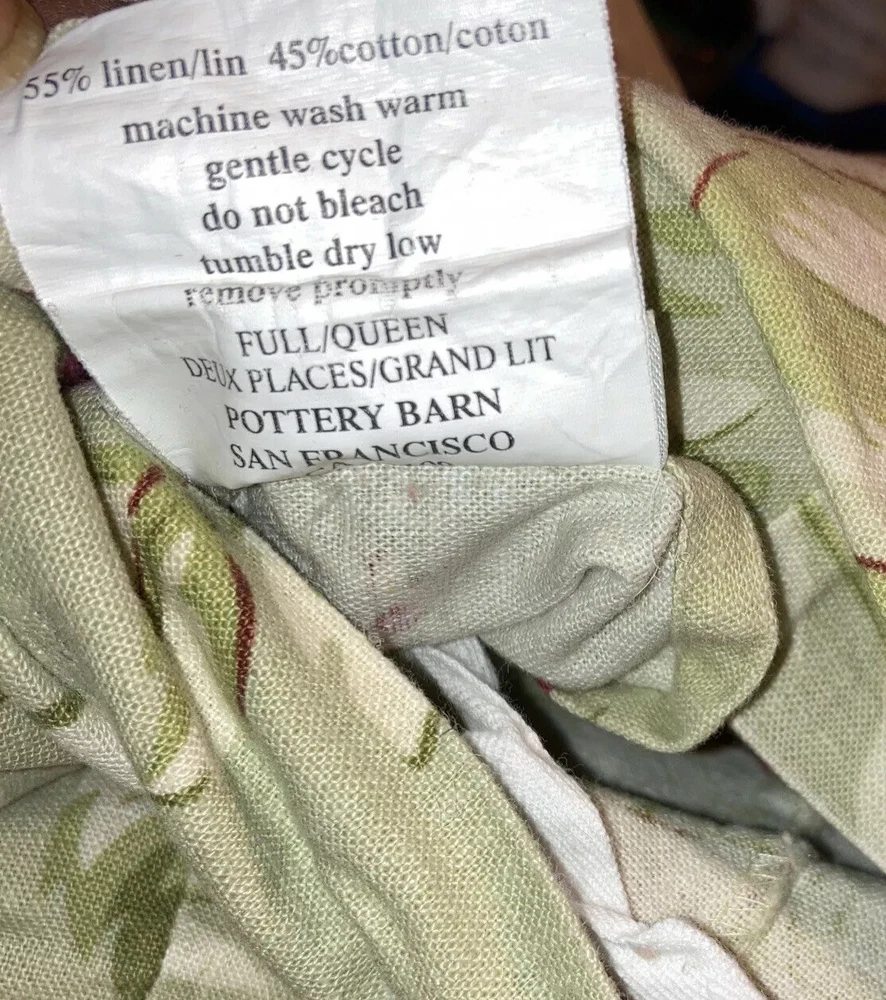 55% linen/lin 45%cotton/coton
machine wash warm
gentle cycle
do not bleach
tumble dry low
remove promptly
FULL/QUEEN
DEUX PLACES/GRAND LIT
POTTERY BARN
SAN FRANCISCO